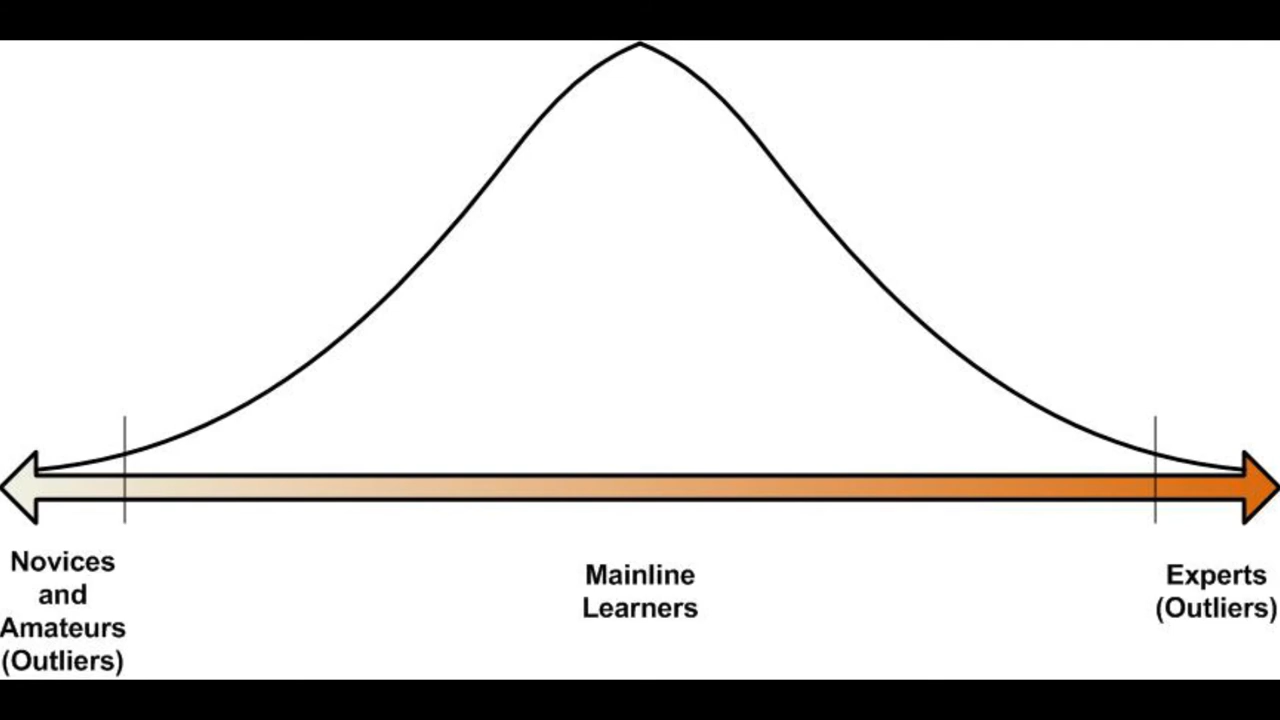 Novices
and
Amateurs
(Outliers)
Mainline
Learners
Experts
(Outliers)